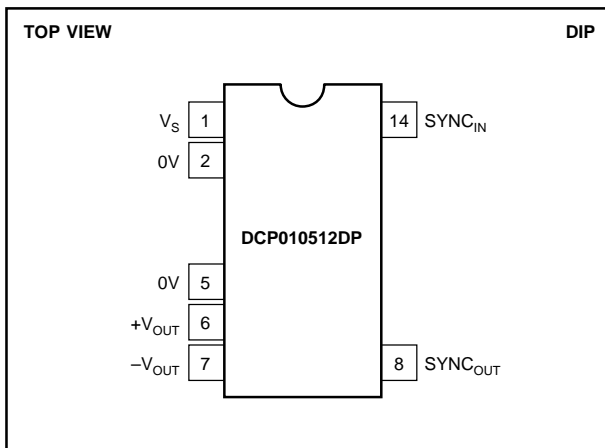 TOP VIEW DIP
V_S 1 14 SYNC_IN
0V 2
DCP010512DP
0V 5
+V_OUT 6
–V_OUT 7 8 SYNC_OUT